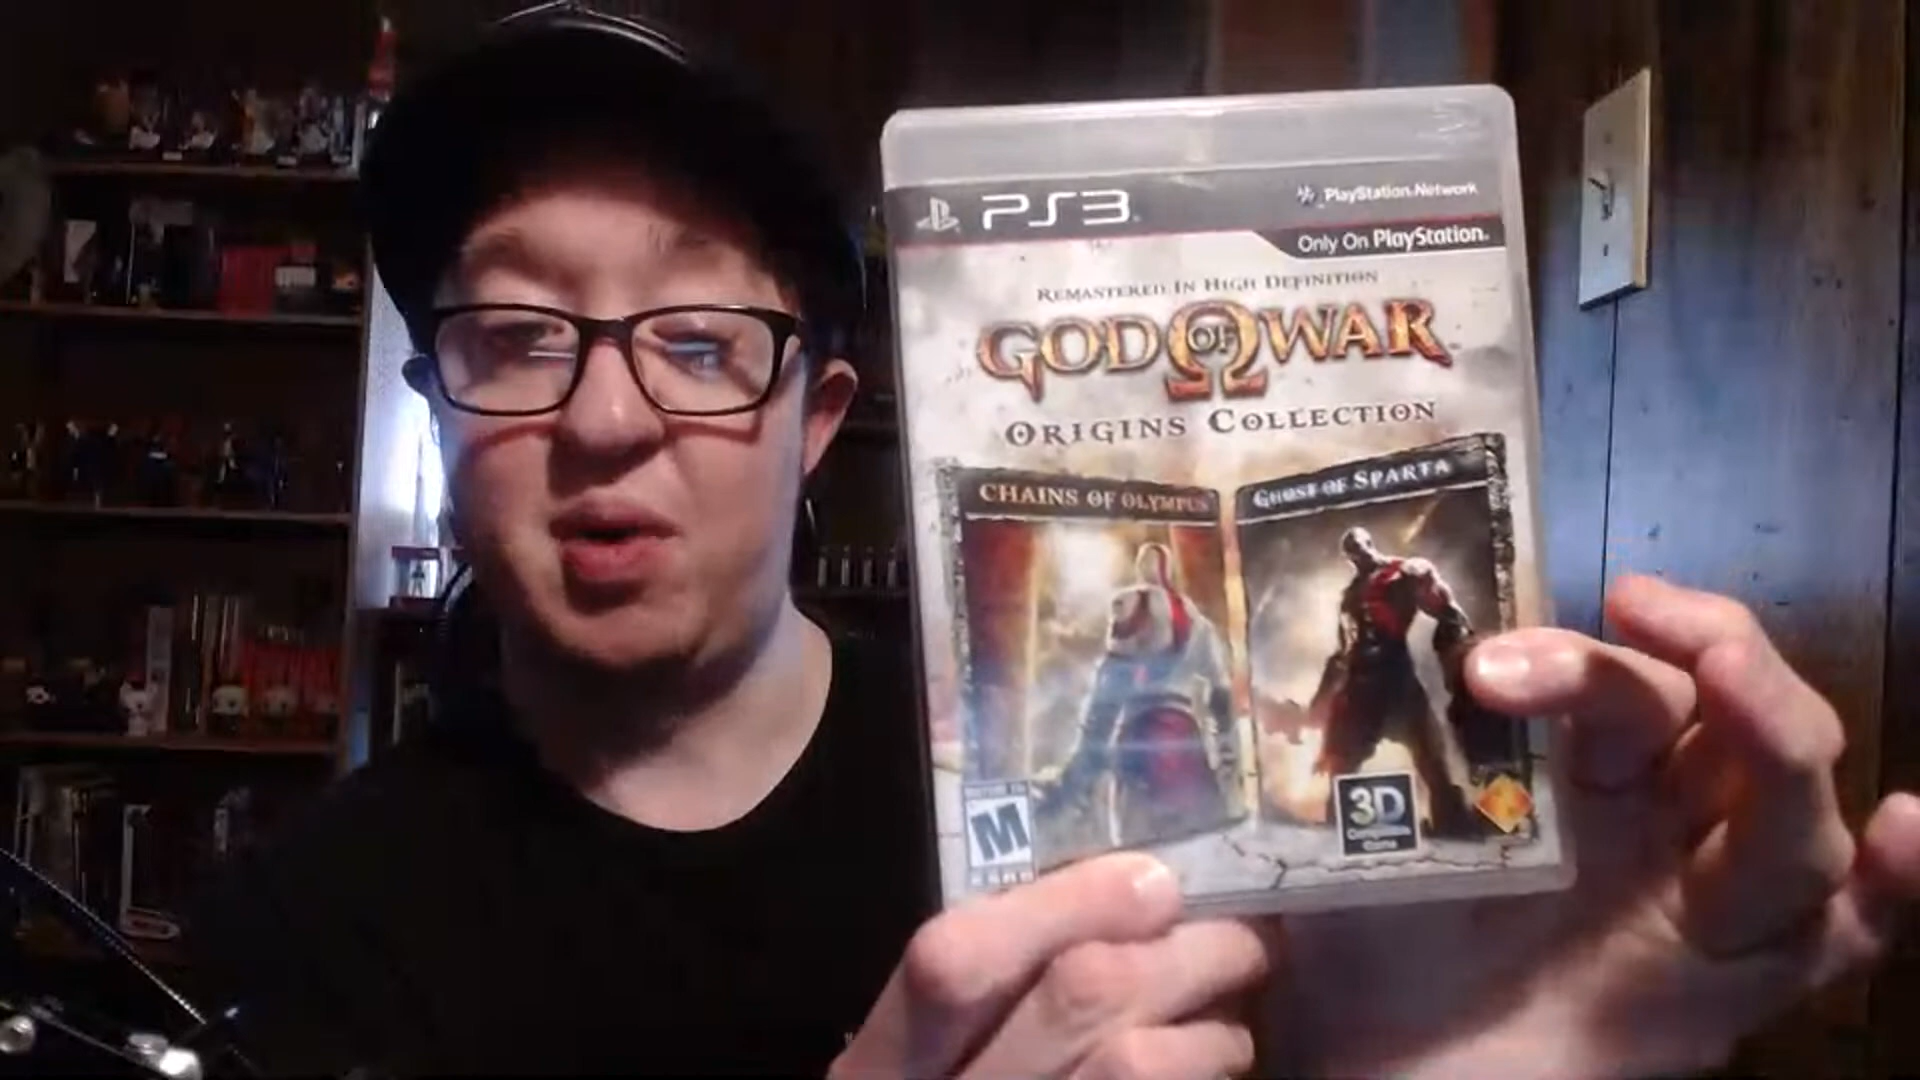 PS3
PlayStation Network
Only On PlayStation.
REMASTERED IN HIGH DEFINITION
GOD OF WAR
ORIGINS COLLECTION
CHAINS OF OLYMPUS
GHOST OF SPARTA
M
3D